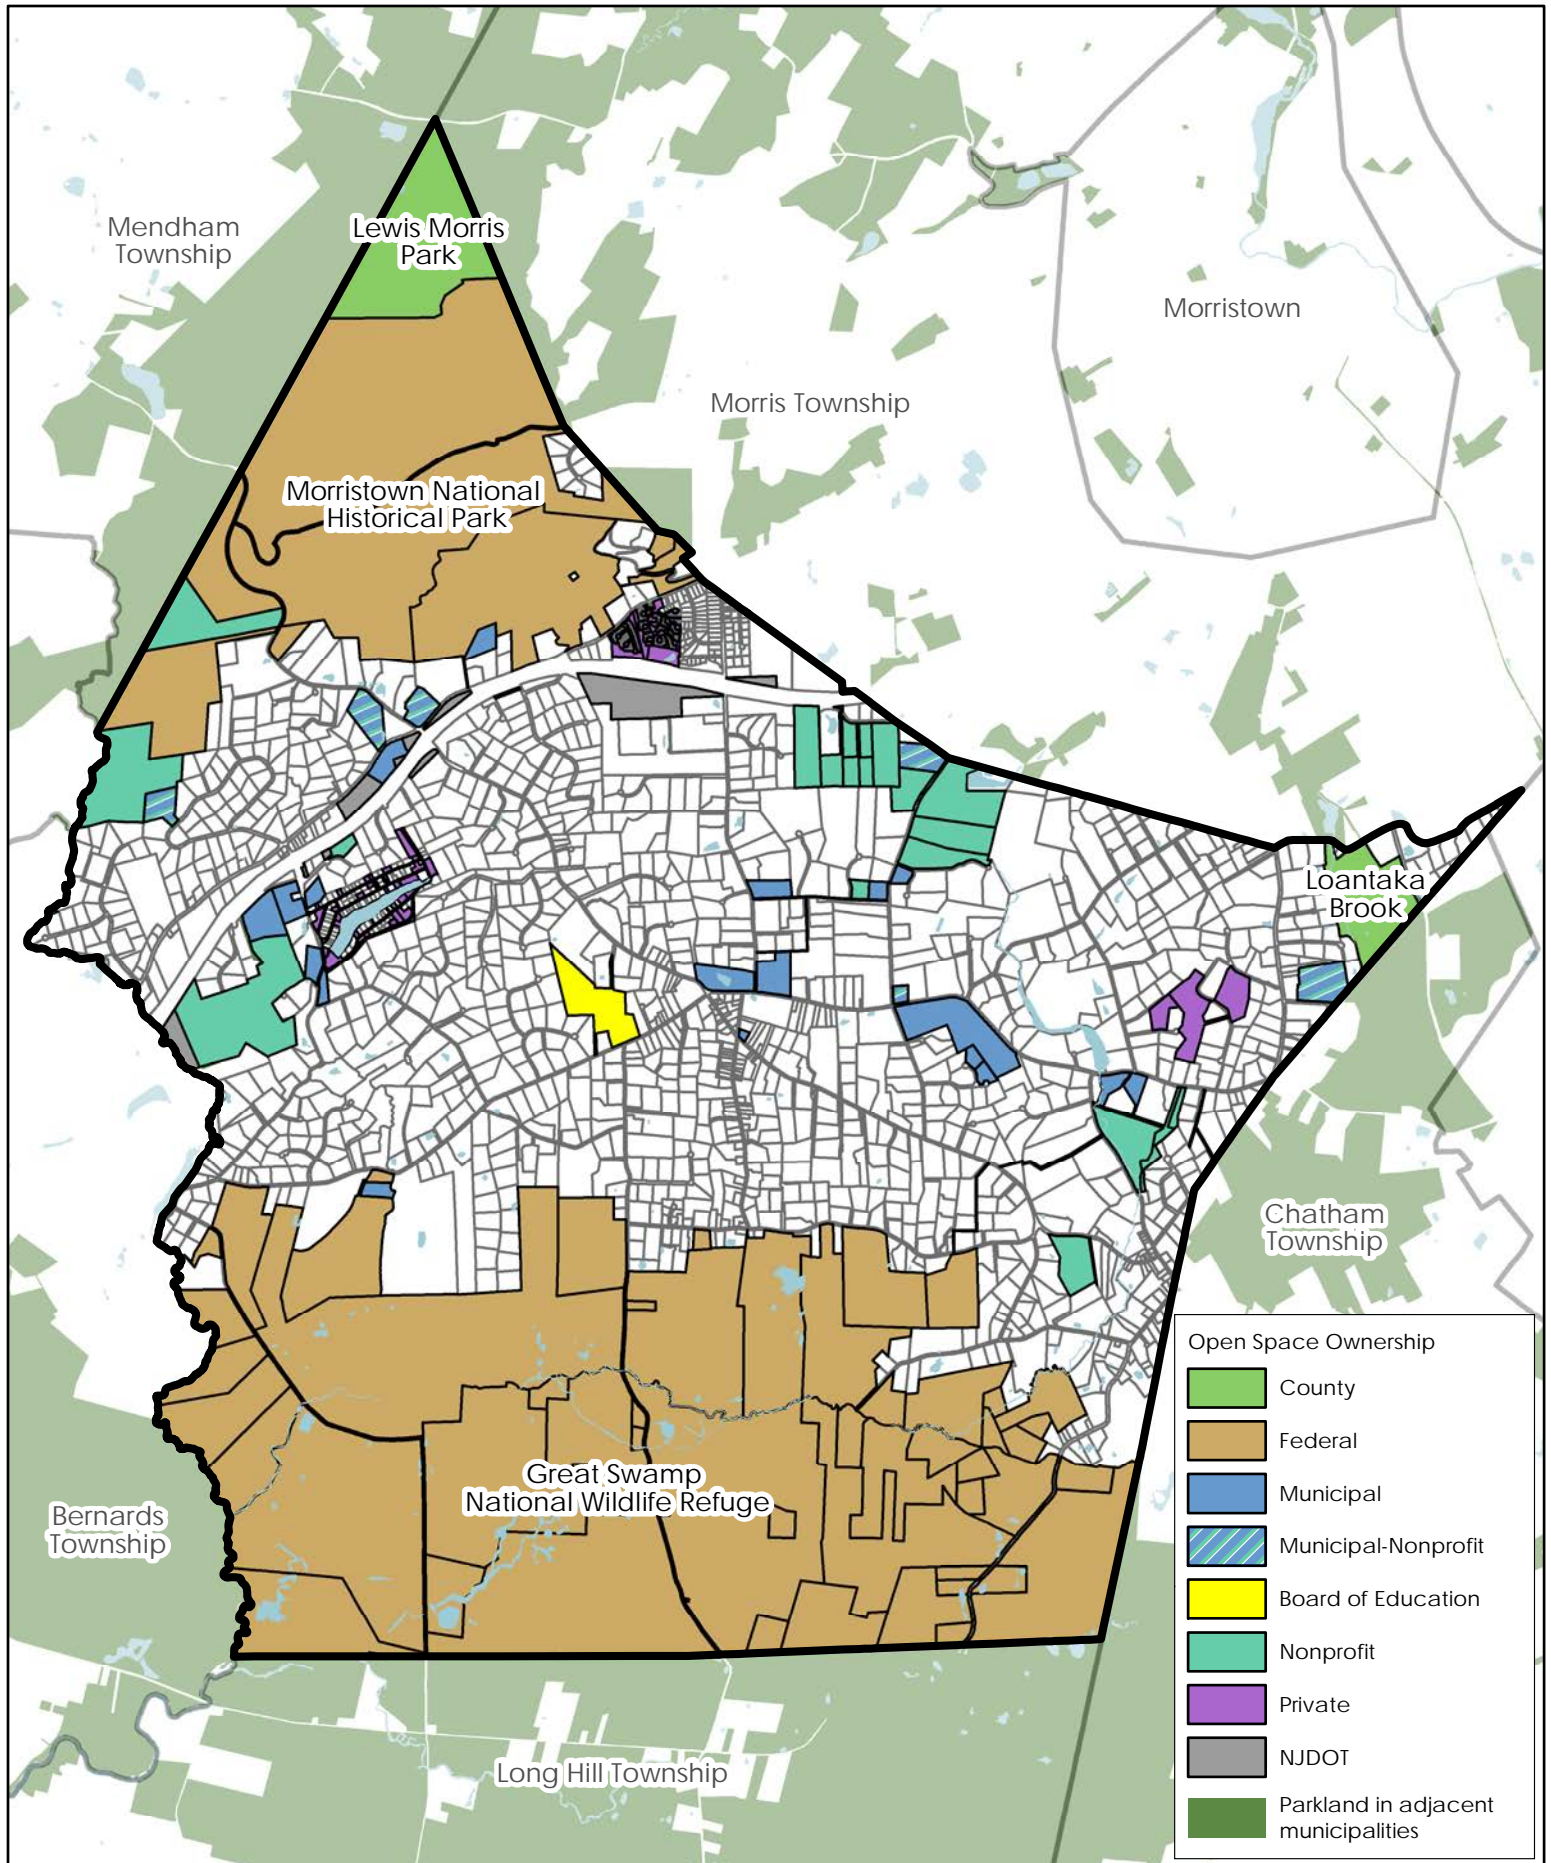 Lewis Morris
Park
Mendham
Township
Morristown
Morris Township
Morristown National
Historical Park
Loantaka
Brook
Chatham
Township
Great Swamp
National Wildlife Refuge
Bernards
Township
Long Hill Township
Open Space Ownership
County
Federal
Municipal
Municipal-Nonprofit
Board of Education
Nonprofit
Private
NJDOT
Parkland in adjacent
municipalities